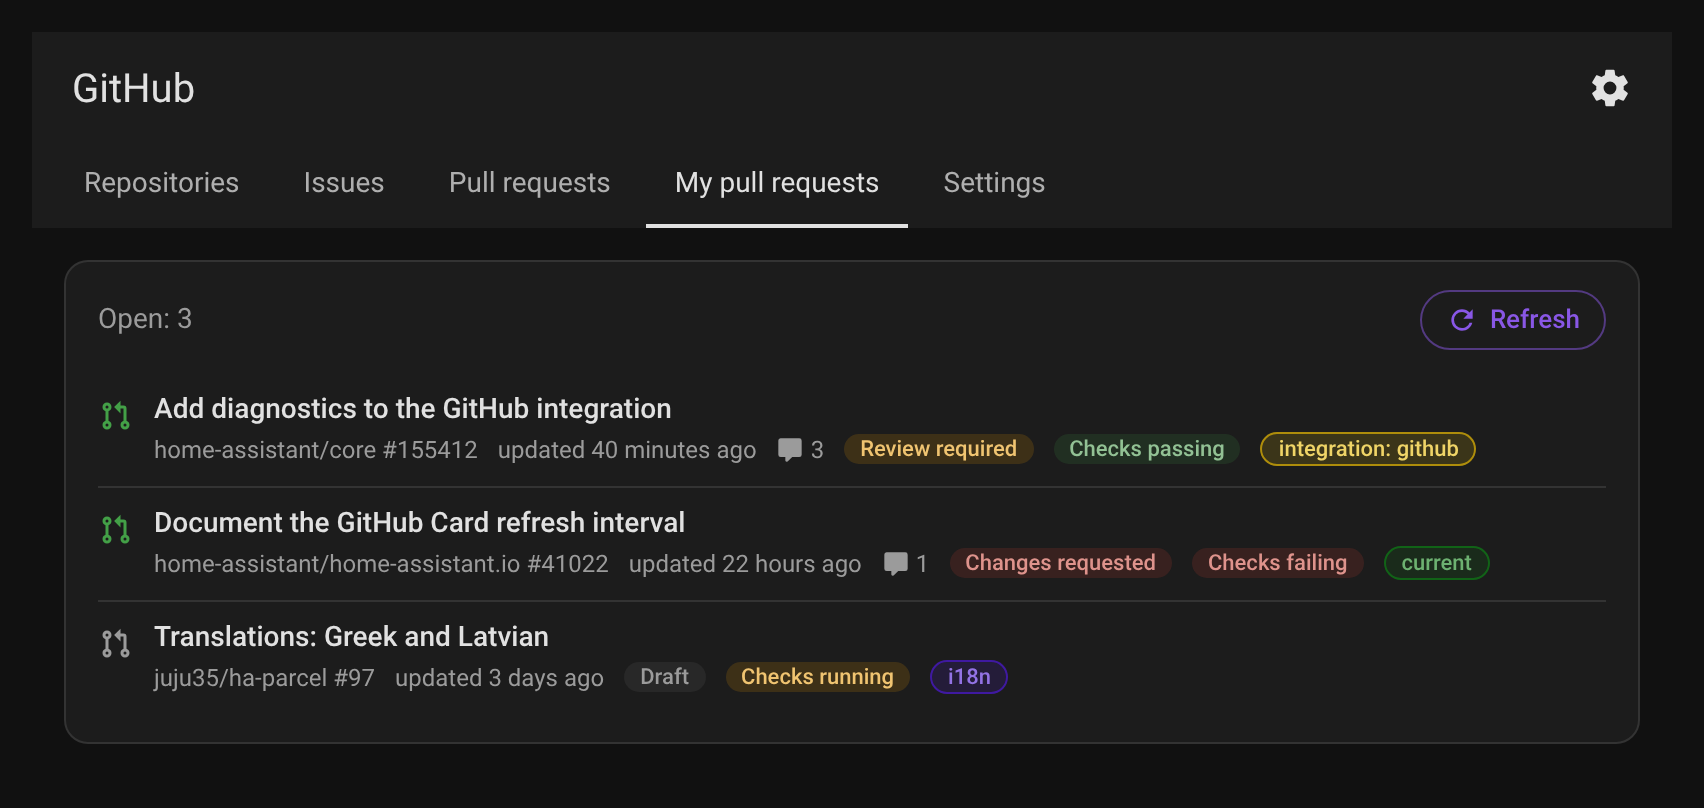 GitHub
Repositories Issues Pull requests My pull requests Settings
Open: 3 Refresh
Add diagnostics to the GitHub integration
home-assistant/core #155412 updated 40 minutes ago 3 Review required Checks passing integration: github
Document the GitHub Card refresh interval
home-assistant/home-assistant.io #41022 updated 22 hours ago 1 Changes requested Checks failing current
Translations: Greek and Latvian
juju35/ha-parcel #97 updated 3 days ago Draft Checks running i18n